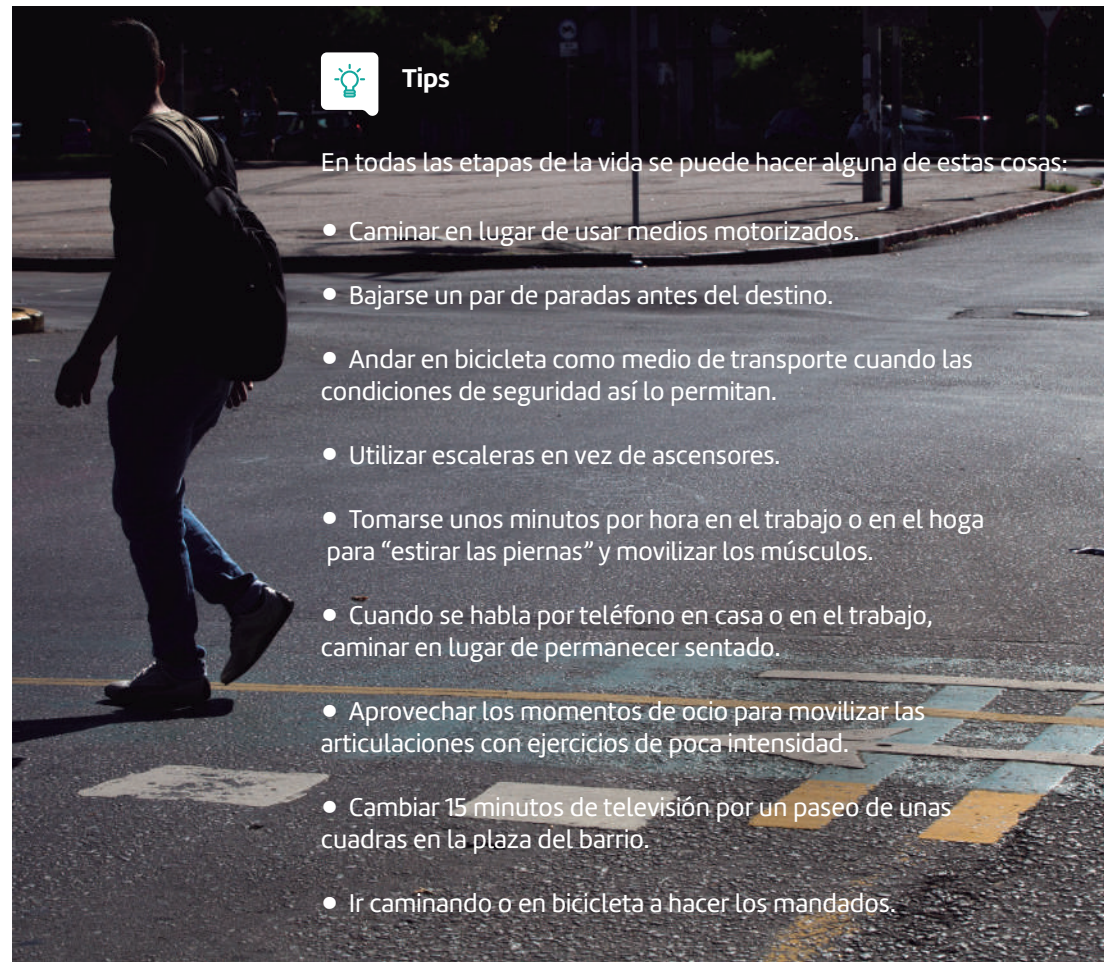 Tips
En todas las etapas de la vida se puede hacer alguna de estas cosas:
● Caminar en lugar de usar medios motorizados.
● Bajarse un par de paradas antes del destino.
● Andar en bicicleta como medio de transporte cuando las
condiciones de seguridad así lo permitan.
● Utilizar escaleras en vez de ascensores.
● Tomarse unos minutos por hora en el trabajo o en el hoga
para “estirar las piernas” y movilizar los músculos.
● Cuando se habla por teléfono en casa o en el trabajo,
caminar en lugar de permanecer sentado.
● Aprovechar los momentos de ocio para movilizar las
articulaciones con ejercicios de poca intensidad.
● Cambiar 15 minutos de televisión por un paseo de unas
cuadras en la plaza del barrio.
● Ir caminando o en bicicleta a hacer los mandados.